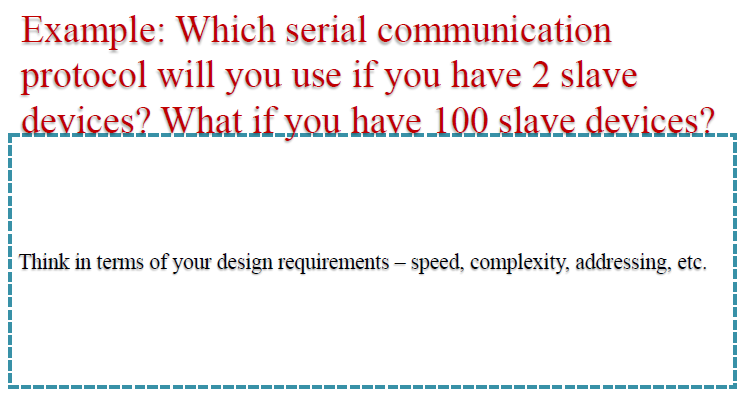 Example: Which serial communication
protocol will you use if you have 2 slave
devices? What if you have 100 slave devices?
Think in terms of your design requirements – speed, complexity, addressing, etc.